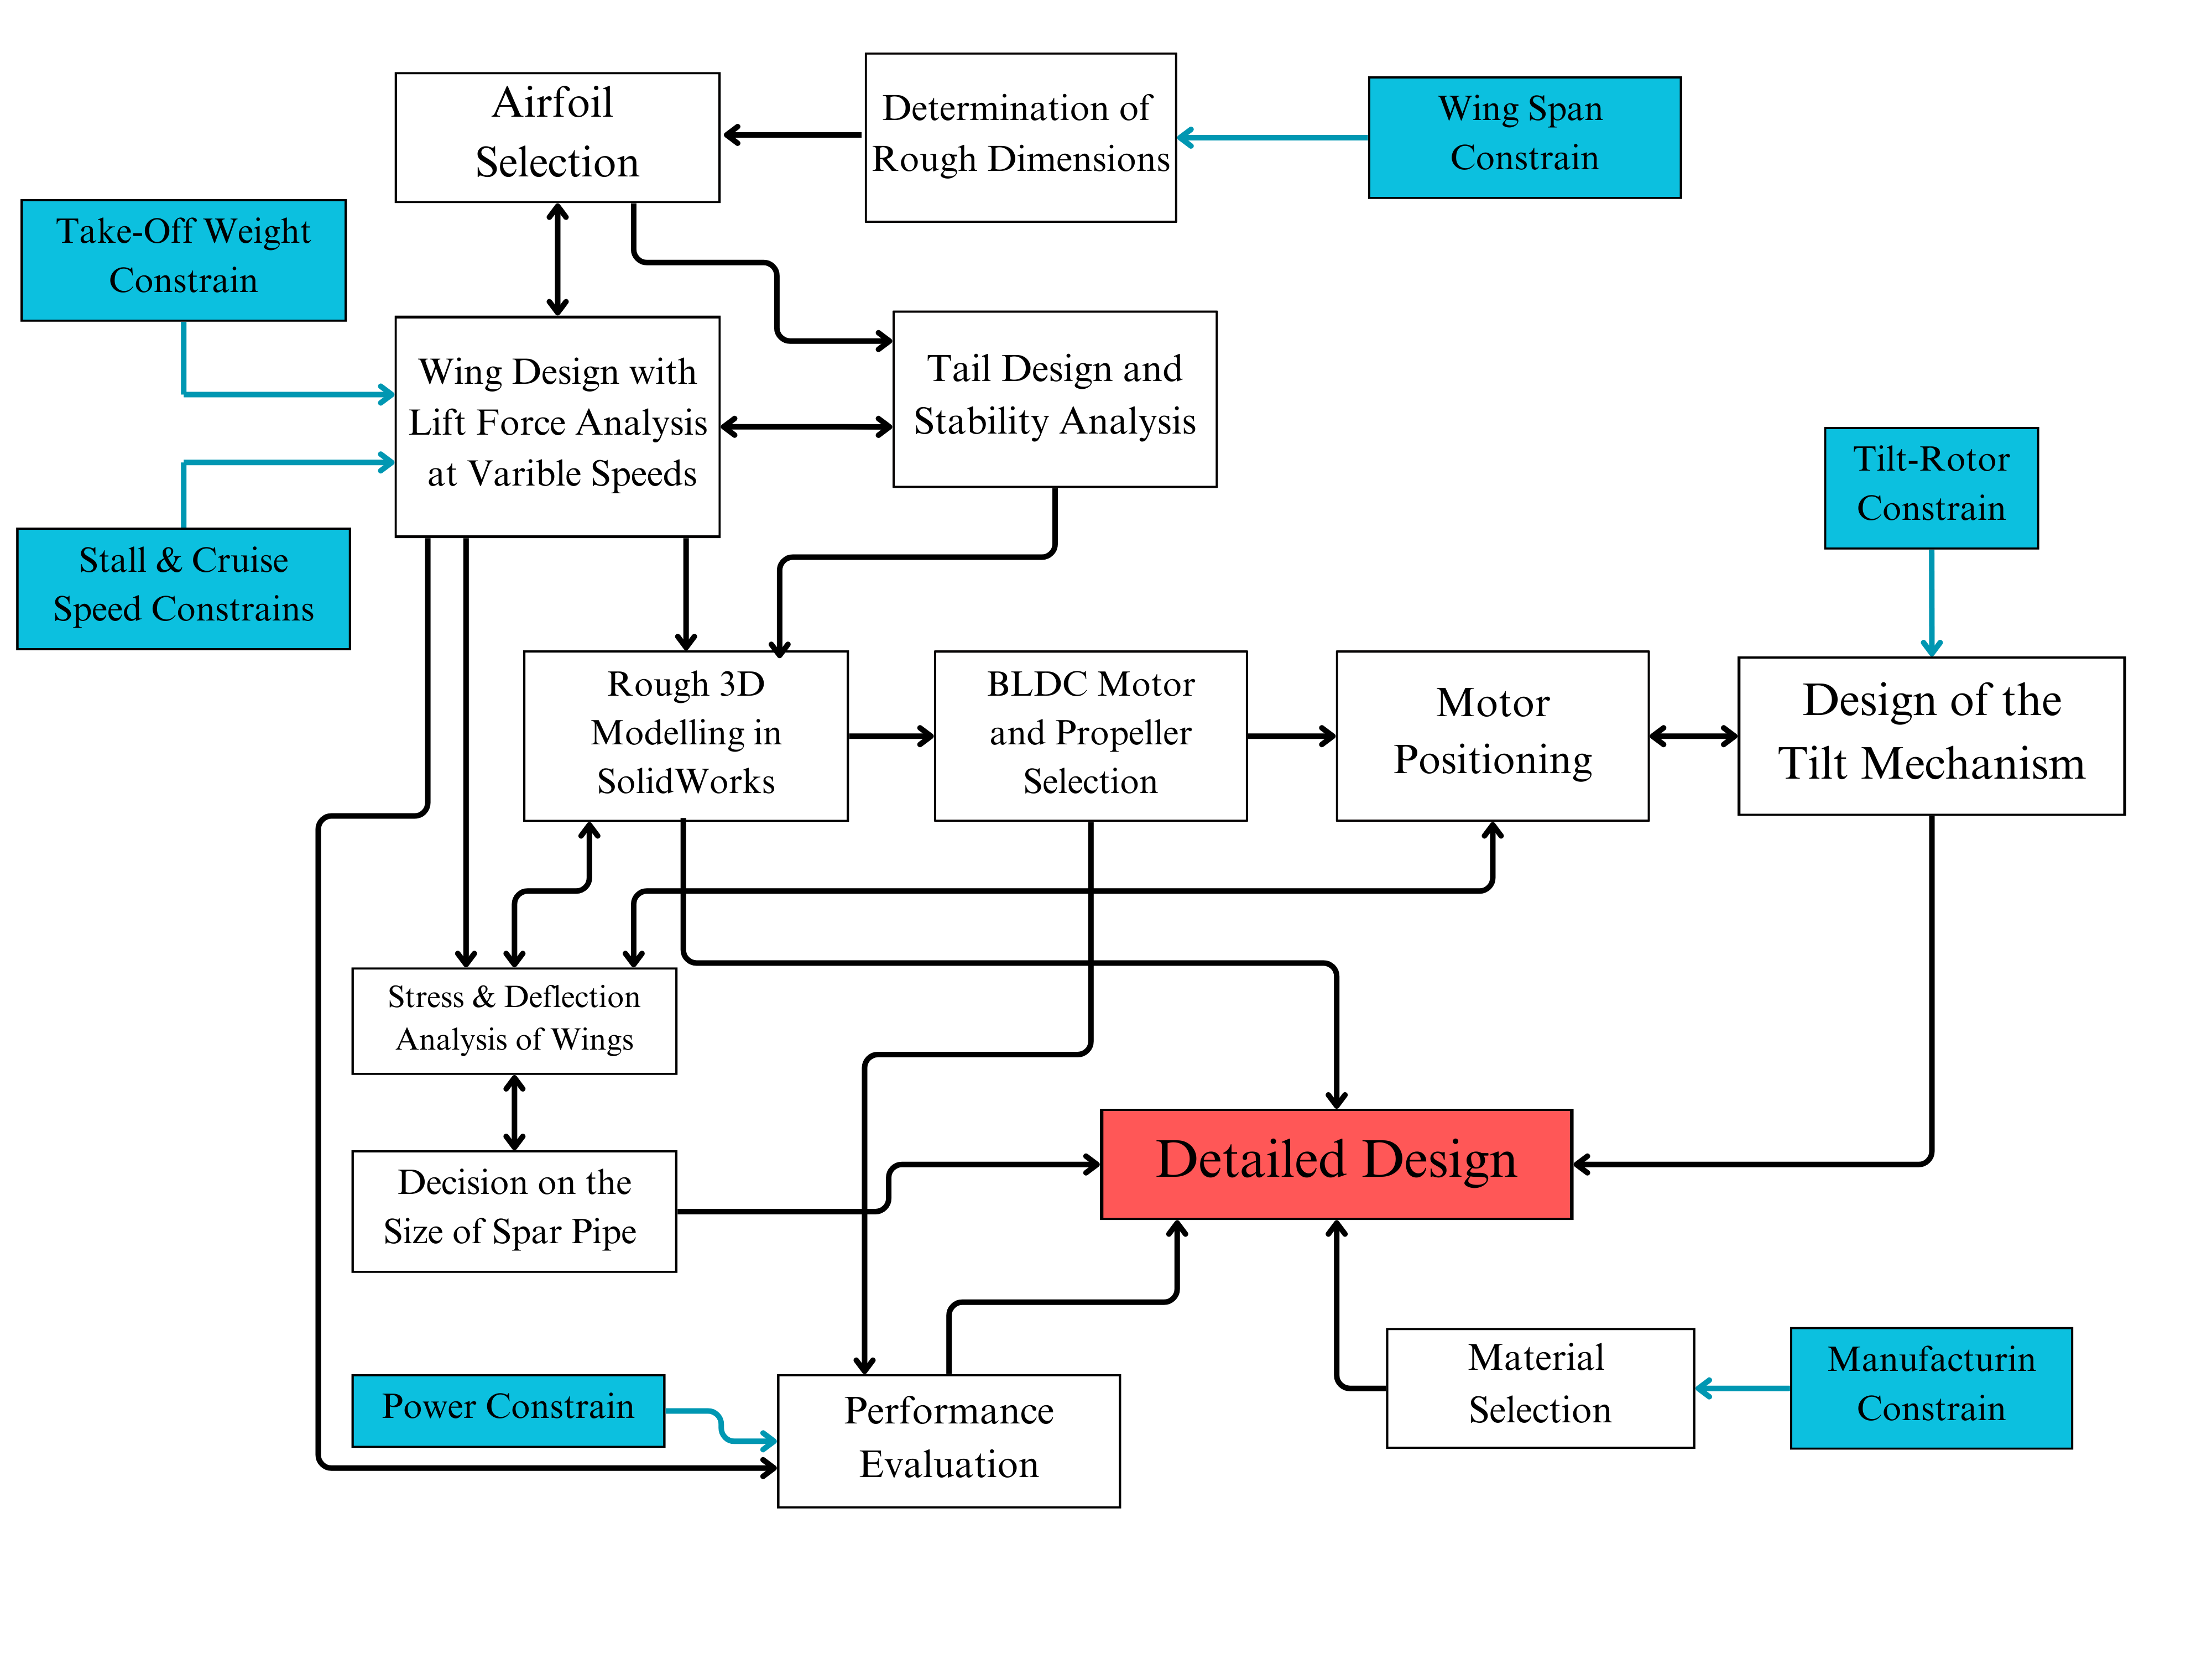 Airfoil
Selection
Determination of
Rough Dimensions
Wing Span
Constrain
Take-Off Weight
Constrain
Wing Design with
Lift Force Analysis
at Varible Speeds
Tail Design and
Stability Analysis
Tilt-Rotor
Constrain
Stall & Cruise
Speed Constrains
Rough 3D
Modelling in
SolidWorks
BLDC Motor
and Propeller
Selection
Motor
Positioning
Design of the
Tilt Mechanism
Stress & Deflection
Analysis of Wings
Decision on the
Size of Spar Pipe
Detailed Design
Power Constrain
Performance
Evaluation
Material
Selection
Manufacturin
Constrain